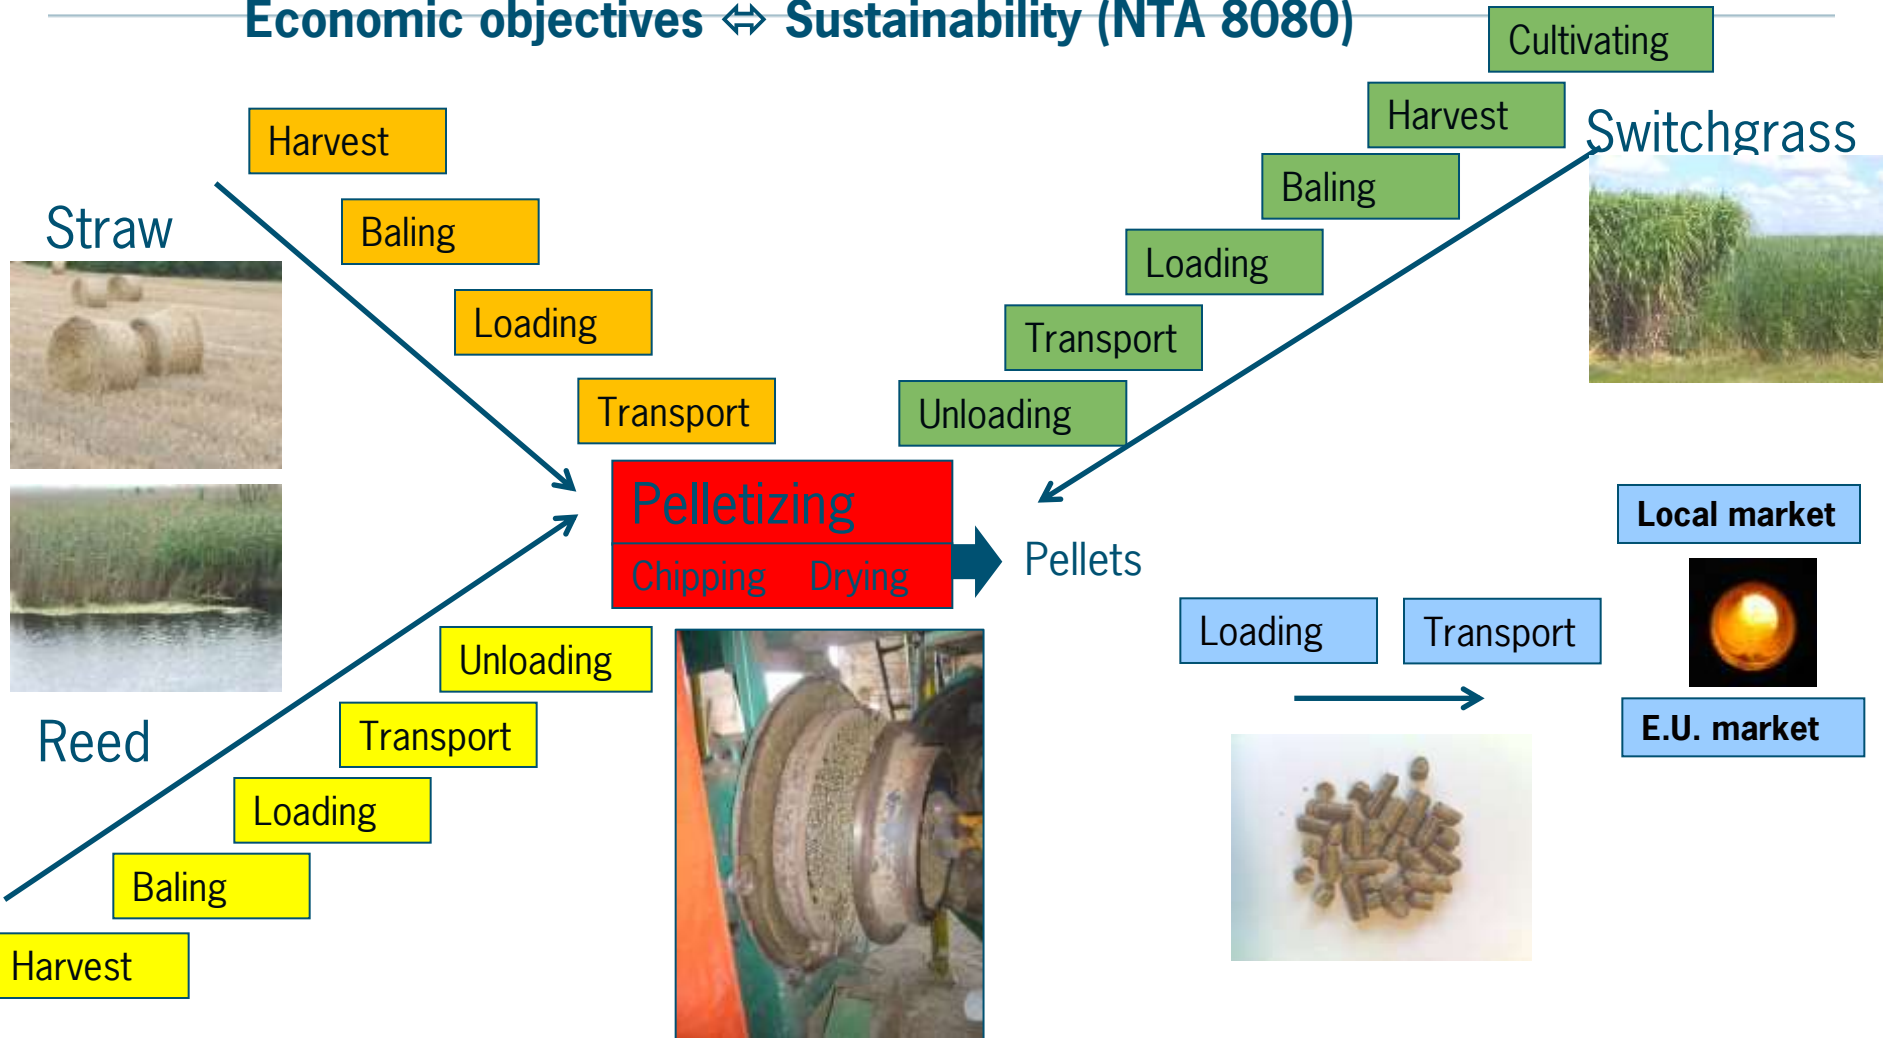 Economic objectives ⇔ Sustainability (NTA 8080)
Cultivating
Harvest
Switchgrass
Baling
Loading
Transport
Unloading
Harvest
Straw
Baling
Loading
Transport
Pelletizing
Chipping Drying
Pellets
Unloading
Reed
Transport
Loading
Baling
Harvest
Local market
Loading
Transport
E.U. market